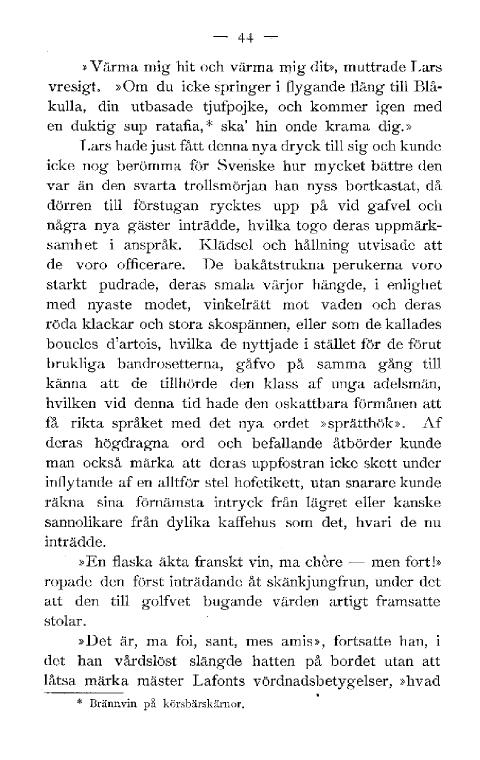 — 44 —
»Värma mig hit och värma mig dit», muttrade Lars
vresigt. »Om du icke springer i flygande fläng till Blå-
kulla, din utbasade tjufpojke, och kommer igen med
en duktig sup ratafia,* ska' hin onde krama dig.»
Lars hade just fått denna nya dryck till sig och kunde
icke nog berömma för Svenske hur mycket bättre den
var än den svarta trollsmörjan han nyss bortkastat, då
dörren till förstugan rycktes upp på vid gafvel och
några nya gäster inträdde, hvilka togo deras uppmärk-
samhet i anspråk. Klädsel och hållning utvisade att
de voro officerare. De bakåtstrukna perukerna voro
starkt pudrade, deras smala värjor hängde, i enlighet
med nyaste modet, vinkelrätt mot vaden och deras
röda klackar och stora skospännen, eller som de kallades
boucles d'artois, hvilka de nyttjade i stället för de förut
brukliga bandrosetterna, gåfvo på samma gång till
känna att de tillhörde den klass af unga adelsmän,
hvilken vid denna tid hade den oskattbara förmånen att
få rikta språket med det nya ordet »sprätthök». Af
deras högdragna ord och befallande åtbörder kunde
man också märka att deras uppfostran icke skett under
inflytande af en alltför stel hofetikett, utan snarare kunde
räkna sina förnämsta intryck från lägret eller kanske
sannolikare från dylika kaffehus som det, hvari de nu
inträdde.
»En flaska äkta franskt vin, ma chère — men fort!»
ropade den först inträdande åt skänkjungfrun, under det
att den till golfvet bugande värden artigt framsatte
stolar.
»Det är, ma foi, sant, mes amis», fortsatte han, i
det han vårdslöst slängde hatten på bordet utan att
låtsa märka mäster Lafonts vördnadsbetygelser, »hvad
* Brännvin på körsbärskärnor.